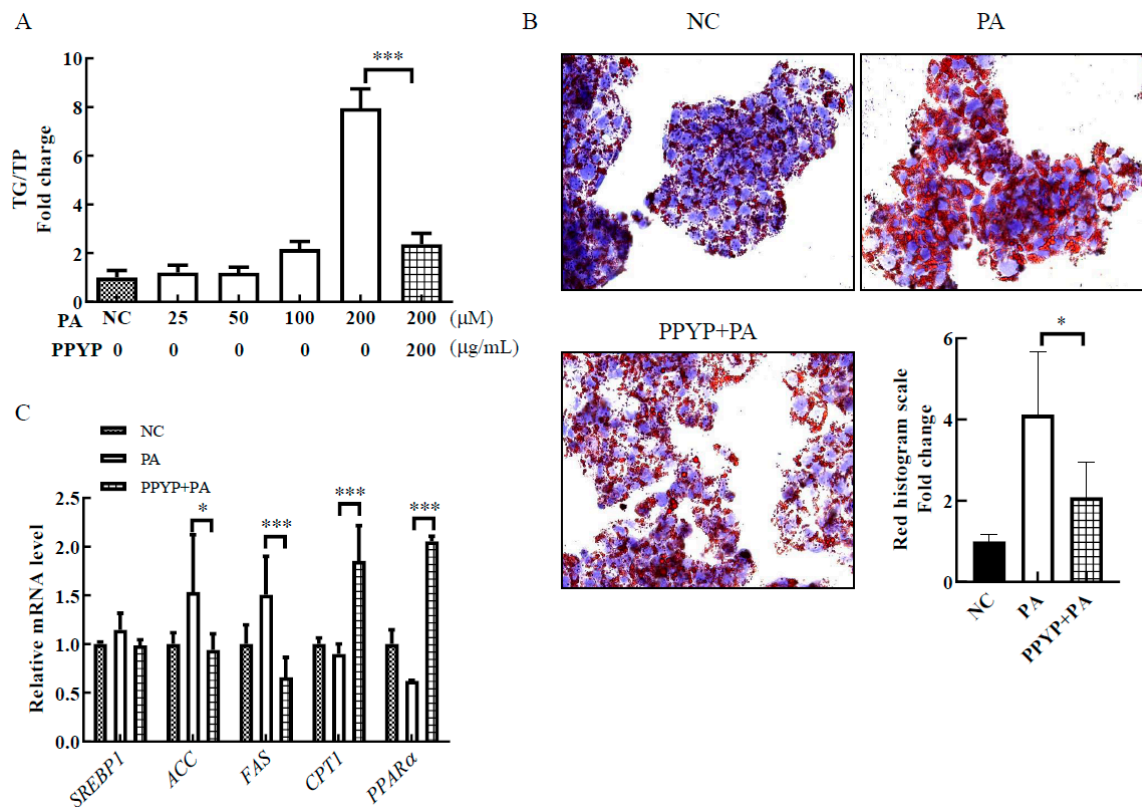 A
TG/TP
Fold charge
10
8
6
4
2
0
***
PA NC 25 50 100 200 200 (μM)
PPYP 0 0 0 0 0 200 (μg/mL)
B
NC
PA
PPYP+PA
Red histogram scale
Fold change
6
4
2
0
*
NC
PA
PPYP+PA
C
NC
PA
PPYP+PA
Relative mRNA level
2.5
2.0
1.5
1.0
0.5
0.0
*
***
***
***
SREBP1
ACC
FAS
CPT1
PPARα